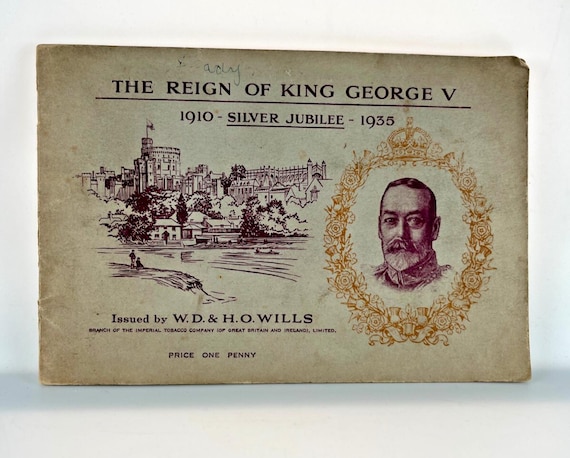 THE REIGN OF KING GEORGE V
1910 - SILVER JUBILEE - 1935
Issued by W.D. & H.O. WILLS
BRANCH OF THE IMPERIAL TOBACCO COMPANY (OF GREAT BRITAIN AND IRELAND), LIMITED.
PRICE ONE PENNY